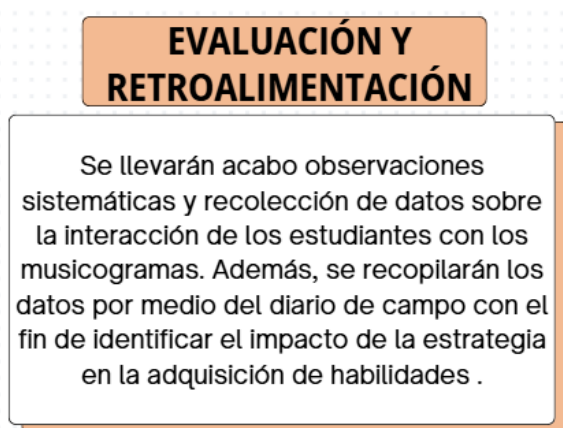 EVALUACIÓN Y
RETROALIMENTACIÓN
Se llevarán acabo observaciones
sistemáticas y recolección de datos sobre
la interacción de los estudiantes con los
musicogramas. Además, se recopilarán los
datos por medio del diario de campo con el
fin de identificar el impacto de la estrategia
en la adquisición de habilidades .